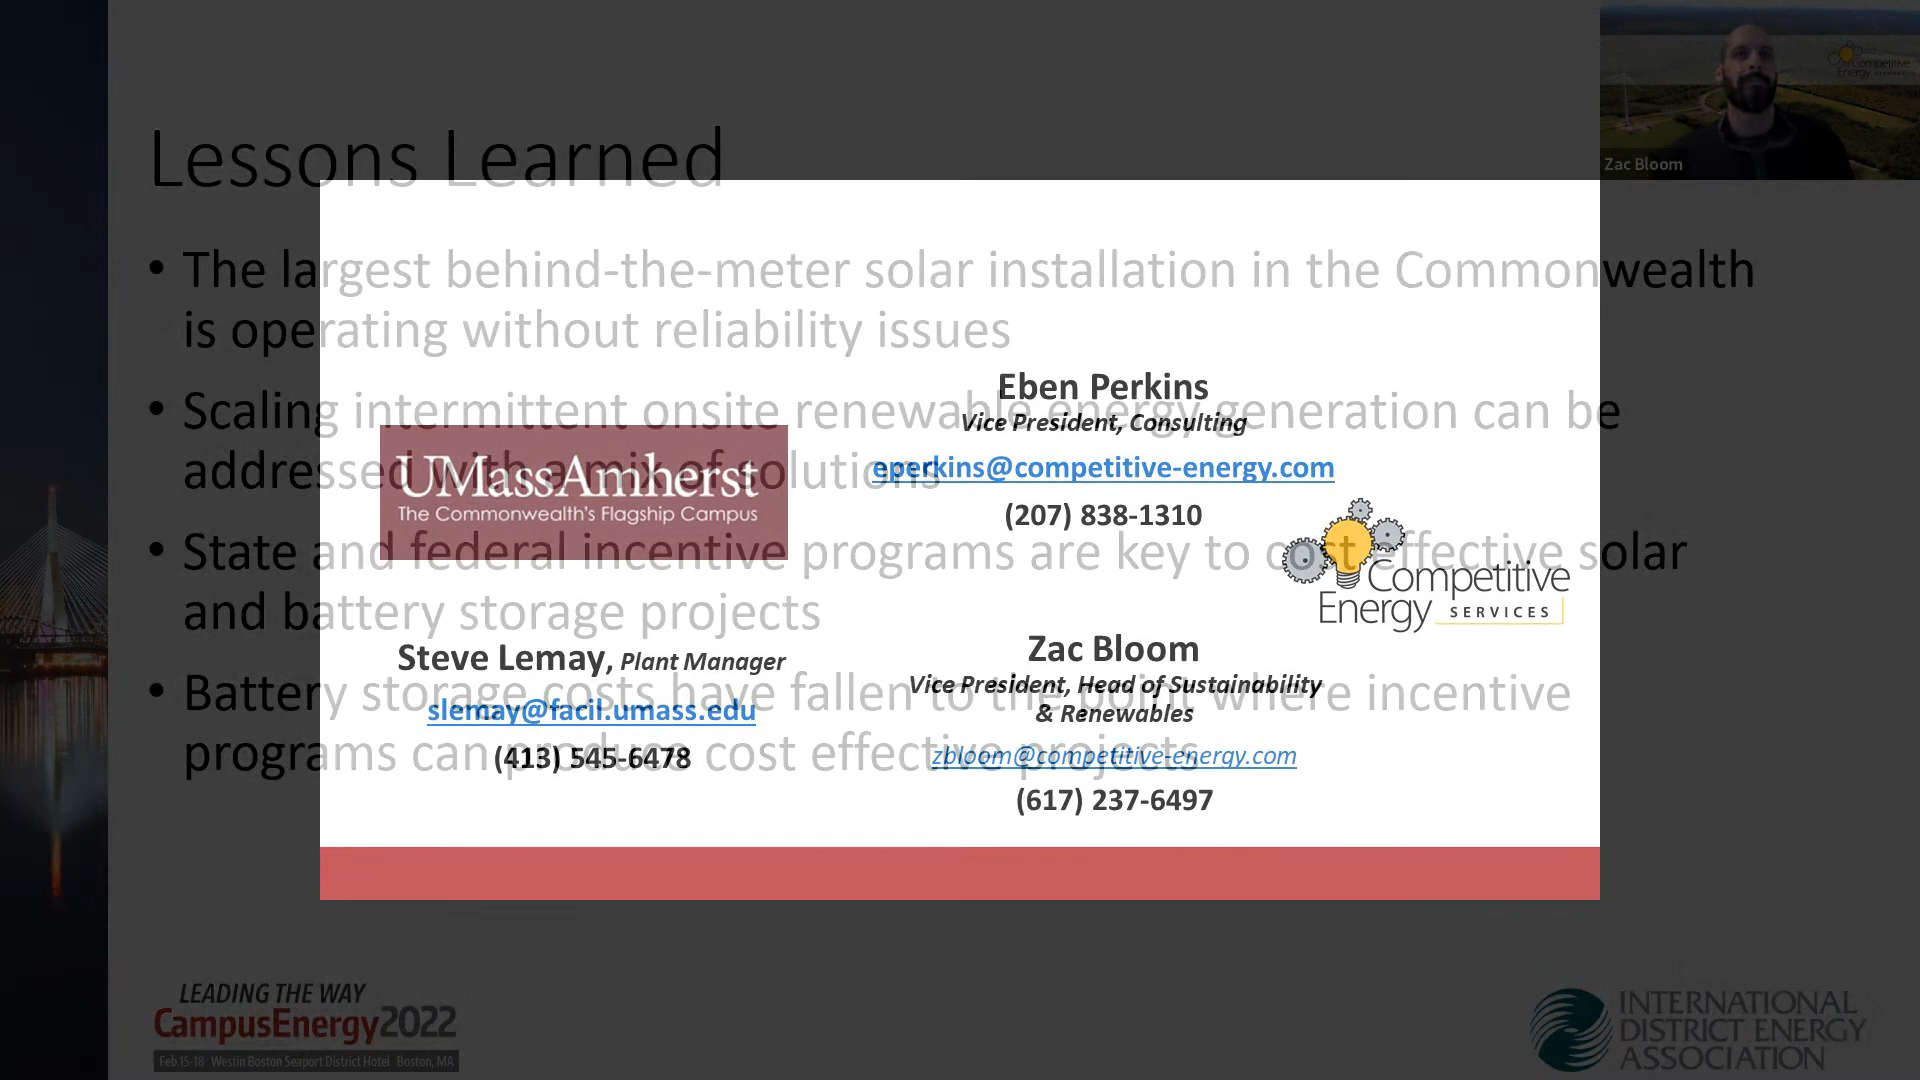 Competitive
Energy SERVICES
Zac Bloom
Lessons Learned
• The largest behind-the-meter solar installation in the Commonwealth
is operating without reliability issues
• Scaling intermittent onsite renewable energy generation can be
addressed with a mix of solutions
• State and federal incentive programs are key to cost effective solar
and battery storage projects
• Battery storage costs have fallen to the point where incentive
programs can produce cost effective projects
UMassAmherst
The Commonwealth's Flagship Campus
Steve Lemay, Plant Manager
slemay@facil.umass.edu
(413) 545-6478
Eben Perkins
Vice President, Consulting
eperkins@competitive-energy.com
(207) 838-1310
Zac Bloom
Vice President, Head of Sustainability
& Renewables
zbloom@competitive-energy.com
(617) 237-6497
Competitive
Energy SERVICES
LEADING THE WAY
CampusEnergy2022
Feb 15-18 Westin Boston Seaport District Hotel Boston, MA
INTERNATIONAL
DISTRICT ENERGY
ASSOCIATION